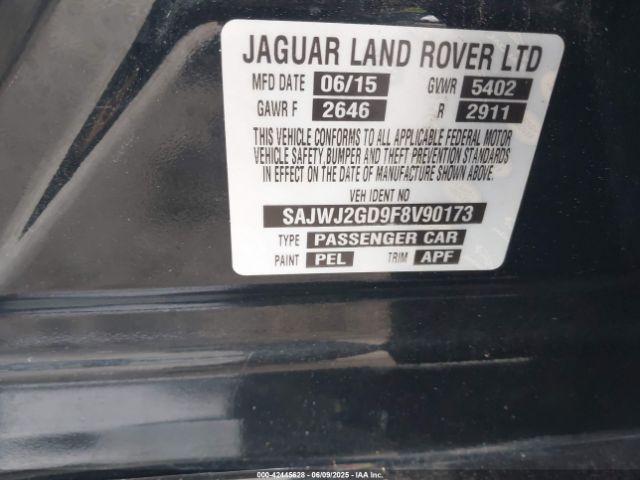 JAGUAR LAND ROVER LTD
MFD DATE 06/15 GVWR 5402
GAWR F 2646 R 2911
THIS VEHICLE CONFORMS TO ALL APPLICABLE FEDERAL MOTOR
VEHICLE SAFETY, BUMPER AND THEFT PREVENTION STANDARDS
IN EFFECT ON THE DATE OF MANUFACTURE SHOWN ABOVE.
VEH IDENT NO
SAJWJ2GD9F8V90173
TYPE PASSENGER CAR
PAINT PEL TRIM APF
000-42445628 - 06/09/2025 - IAAI.COM